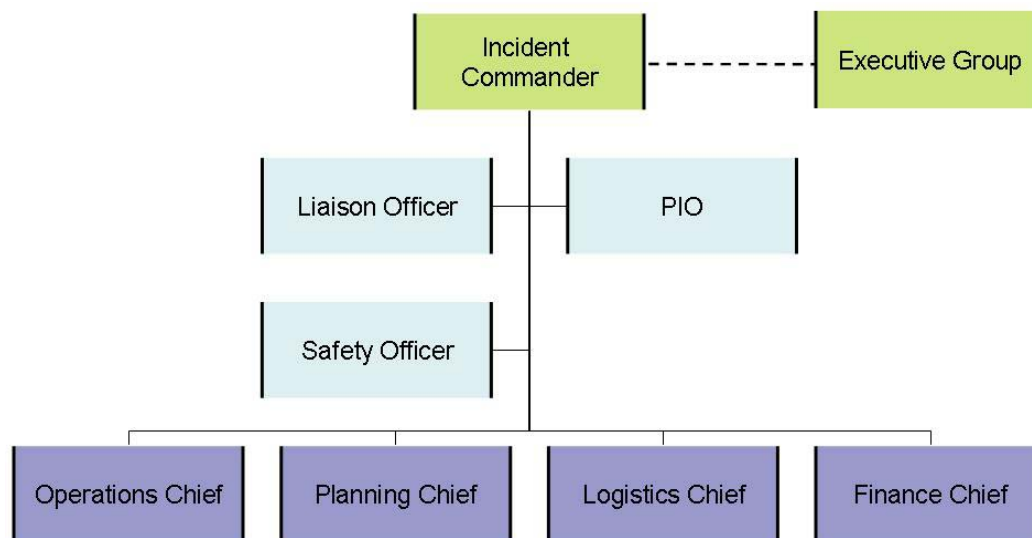 Incident
Commander
Executive Group
Liaison Officer
PIO
Safety Officer
Operations Chief
Planning Chief
Logistics Chief
Finance Chief